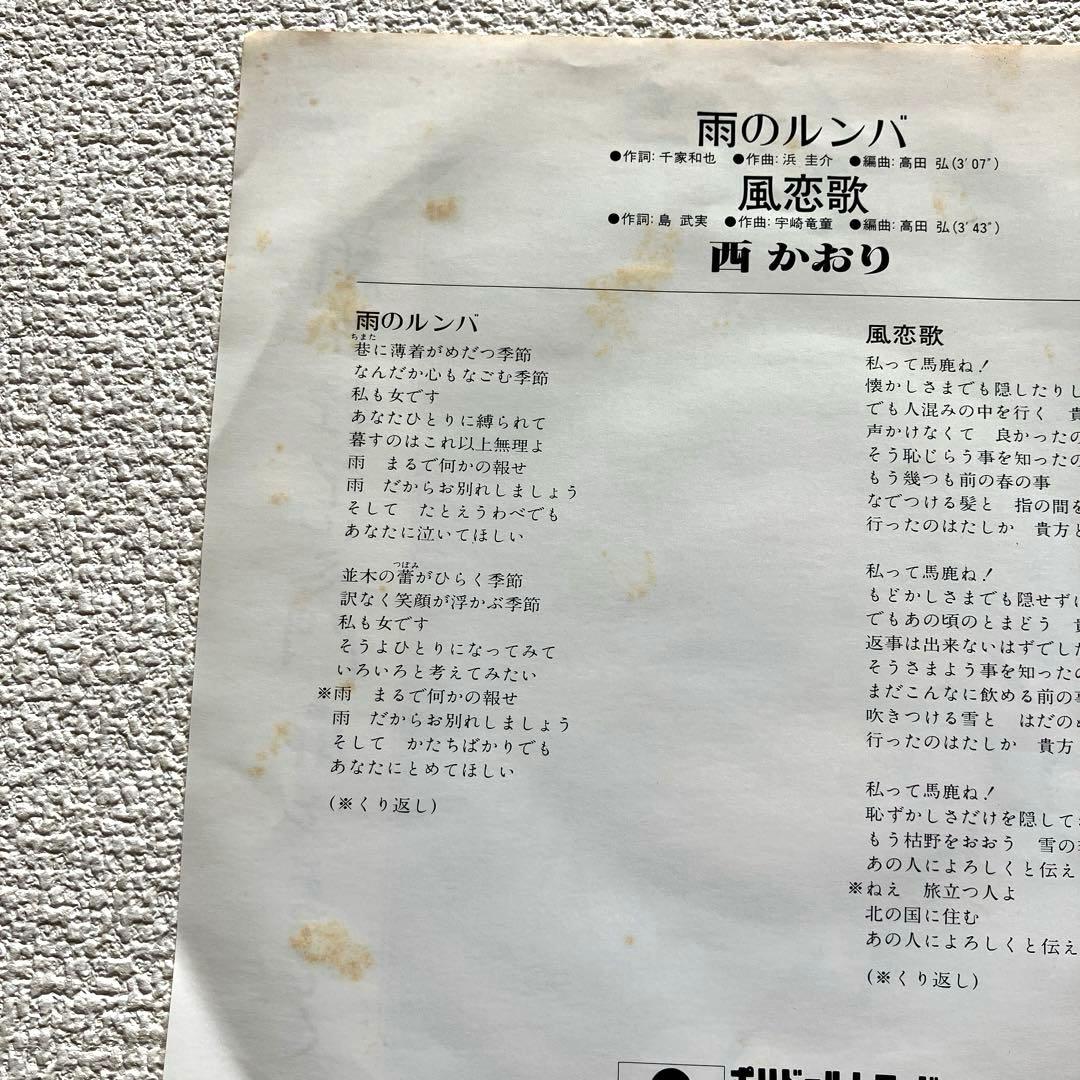 雨のルンバ
●作詞:千家和也 ●作曲:浜 圭介 ●編曲:高田 弘(3′07″)
風恋歌
●作詞:島 武実 ●作曲:宇崎竜童 ●編曲:高田 弘(3′43″)
西 かおり
雨のルンバ
ちまた
巷に薄着がめだつ季節
なんだか心もなごむ季節
私も女です
あなたひとりに縛られて
暮すのはこれ以上無理よ
雨 まるで何かの報せ
雨 だからお別れしましょう
そして たとえうわべでも
あなたに泣いてほしい
つぼみ
並木の蕾がひらく季節
訳なく笑顔が浮かぶ季節
私も女です
そうよひとりになってみて
いろいろと考えてみたい
※雨 まるで何かの報せ
雨 だからお別れしましょう
そして かたちばかりでも
あなたにとめてほしい
(※くり返し)
風恋歌
私って馬鹿ね!
懐かしさまでも隠したりし
でも人混みの中を行く 貴
声かけなくて 良かったの
そう恥じらう事を知ったの
もう幾つも前の春の事
なでつける髪と 指の間を
行ったのはたしか 貴方と
私って馬鹿ね!
もどかしさまでも隠せずに
でもあの頃のとまどう
返事は出来ないはずでした
そうさまよう事を知ったの
まだこんなに飲める前の
吹きつける雪と はだの
行ったのはたしか 貴方
私って馬鹿ね!
恥ずかしさだけを隠して
もう枯野をおおう 雪の
あの人によろしくと伝え
※ねえ 旅立つ人よ
北の国に住む
あの人によろしくと伝え
(※くり返し)